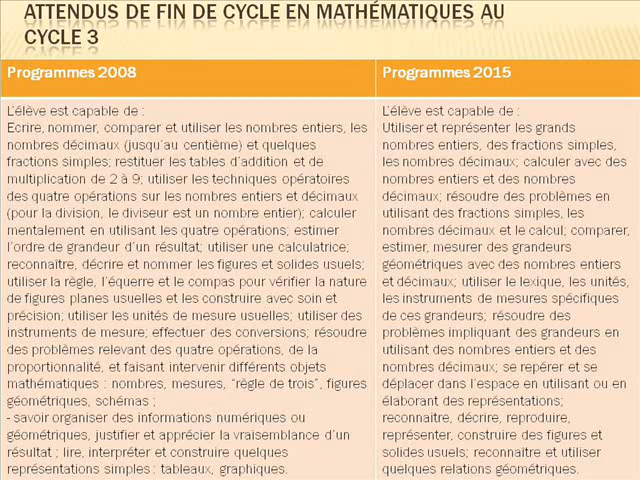 ATTENDUS DE FIN DE CYCLE EN MATHÉMATIQUES AU
CYCLE 3
Programmes 2008
L'élève est capable de :
Ecrire, nommer, comparer et utiliser les nombres entiers, les
nombres décimaux (jusqu'au centième) et quelques
fractions simples; restituer les tables d'addition et de
multiplication de 2 à 9; utiliser les techniques opératoires
des quatre opérations sur les nombres entiers et décimaux
(pour la division, le diviseur est un nombre entier); calculer
mentalement en utilisant les quatre opérations; estimer
l'ordre de grandeur d'un résultat; utiliser une calculatrice;
reconnaître, décrire et nommer les figures et solides usuels;
utiliser la règle, l'équerre et le compas pour vérifier la nature
de figures planes usuelles et les construire avec soin et
précision; utiliser les unités de mesure usuelles; utiliser des
instruments de mesure; effectuer des conversions; résoudre
des problèmes relevant des quatre opérations, de la
proportionnalité, et faisant intervenir différents objets
mathématiques : nombres, mesures, "règle de trois", figures
géométriques, schémas ;
- savoir organiser des informations numériques ou
géométriques, justifier et apprécier la vraisemblance d'un
résultat ; lire, interpréter et construire quelques
représentations simples : tableaux, graphiques.
Programmes 2015
L'élève est capable de :
Utiliser et représenter les grands
nombres entiers, des fractions simples,
les nombres décimaux; calculer avec des
nombres entiers et des nombres
décimaux; résoudre des problèmes en
utilisant des fractions simples, les
nombres décimaux et le calcul; comparer,
estimer, mesurer des grandeurs
géométriques avec des nombres entiers
et décimaux; utiliser le lexique, les unités,
les instruments de mesures spécifiques
de ces grandeurs; résoudre des
problèmes impliquant des grandeurs en
utilisant des nombres entiers et des
nombres décimaux; se repérer et se
déplacer dans l'espace en utilisant ou en
élaborant des représentations;
reconnaitre, décrire, reproduire,
représenter, construire des figures et
solides usuels; reconnaître et utiliser
quelques relations géométriques.